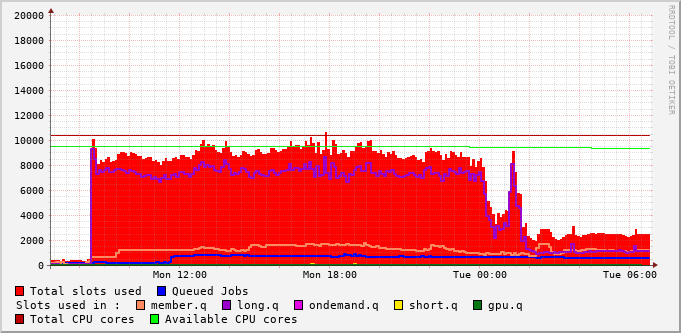 RRDTOOL / TOBI OETIKER
20000
18000
16000
14000
12000
10000
8000
6000
4000
2000
0
Mon 12:00 Mon 18:00 Tue 00:00 Tue 06:00
Total slots used Queued Jobs
Slots used in : member.q long.q ondemand.q short.q gpu.q
Total CPU cores Available CPU cores